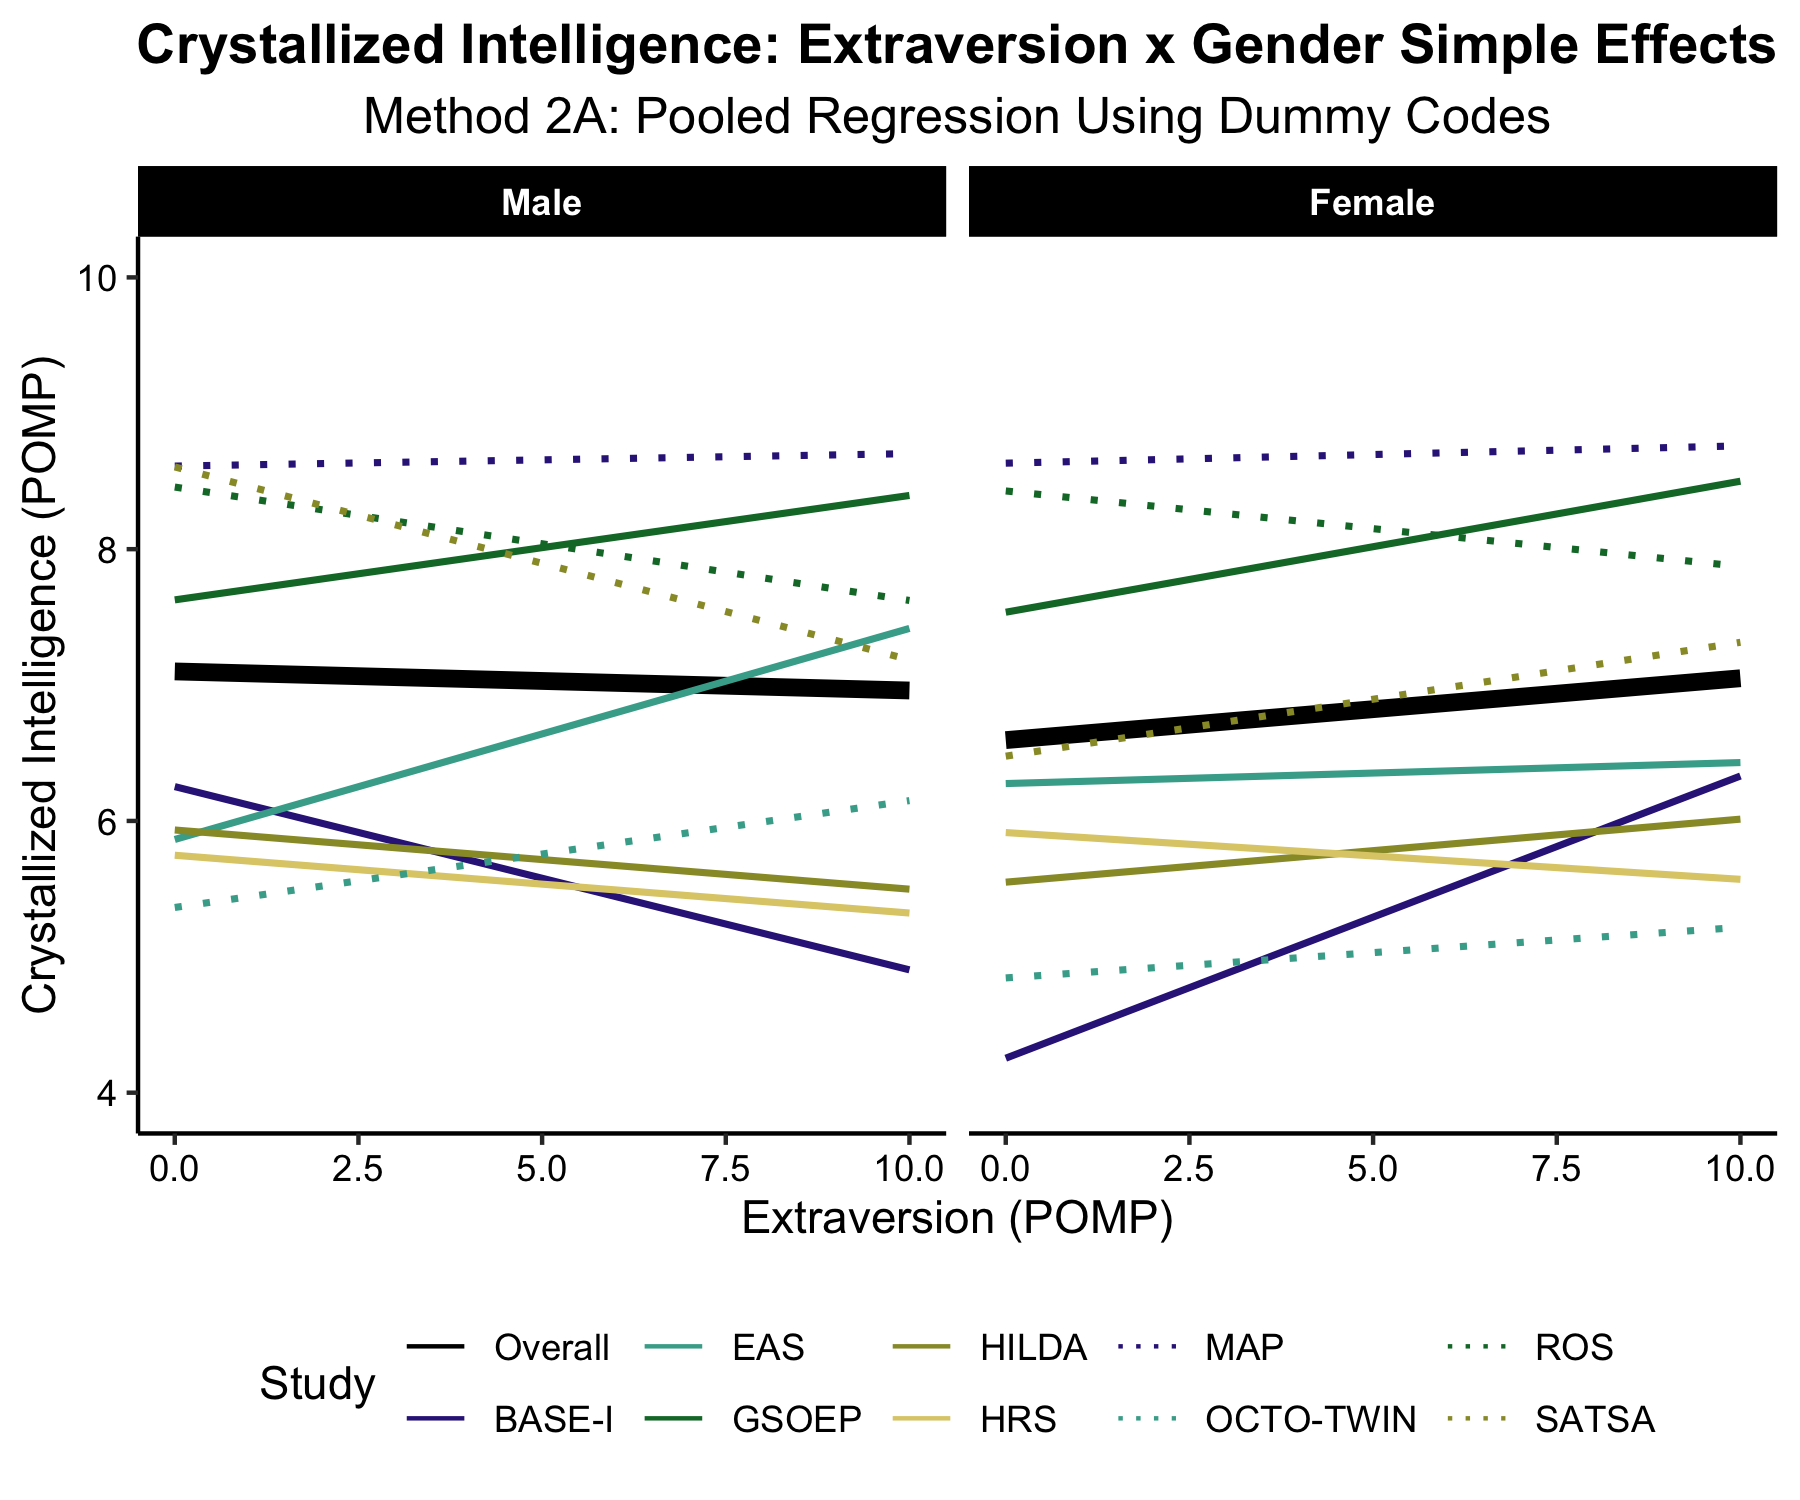 Crystallized Intelligence: Extraversion x Gender Simple Effects
Method 2A: Pooled Regression Using Dummy Codes
Male
Female
Crystallized Intelligence (POMP)
10
8
6
4
0.0 2.5 5.0 7.5 10.0
0.0 2.5 5.0 7.5 10.0
Extraversion (POMP)
Study
Overall EAS HILDA MAP ROS
BASE-I GSOEP HRS OCTO-TWIN SATSA